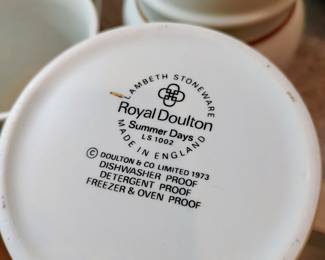 LAMBETH STONEWARE
Royal Doulton
Summer Days
LS 1002
MADE IN ENGLAND
© DOULTON & CO LIMITED 1973
DISHWASHER PROOF
DETERGENT PROOF
FREEZER & OVEN PROOF